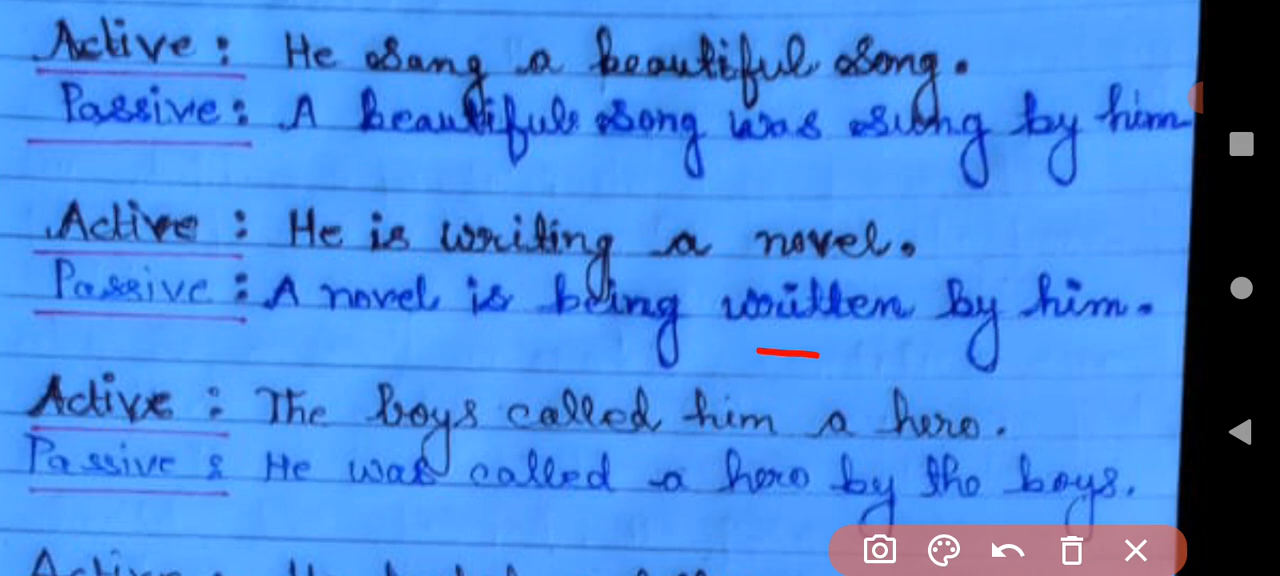 Active : He sang a beautiful song.
Passive : A beautiful song was sung by him
Active : He is writing a novel.
Passive : A novel is being written by him.
Active : The boys called him a hero.
Passive : He was called a hero by the boys.